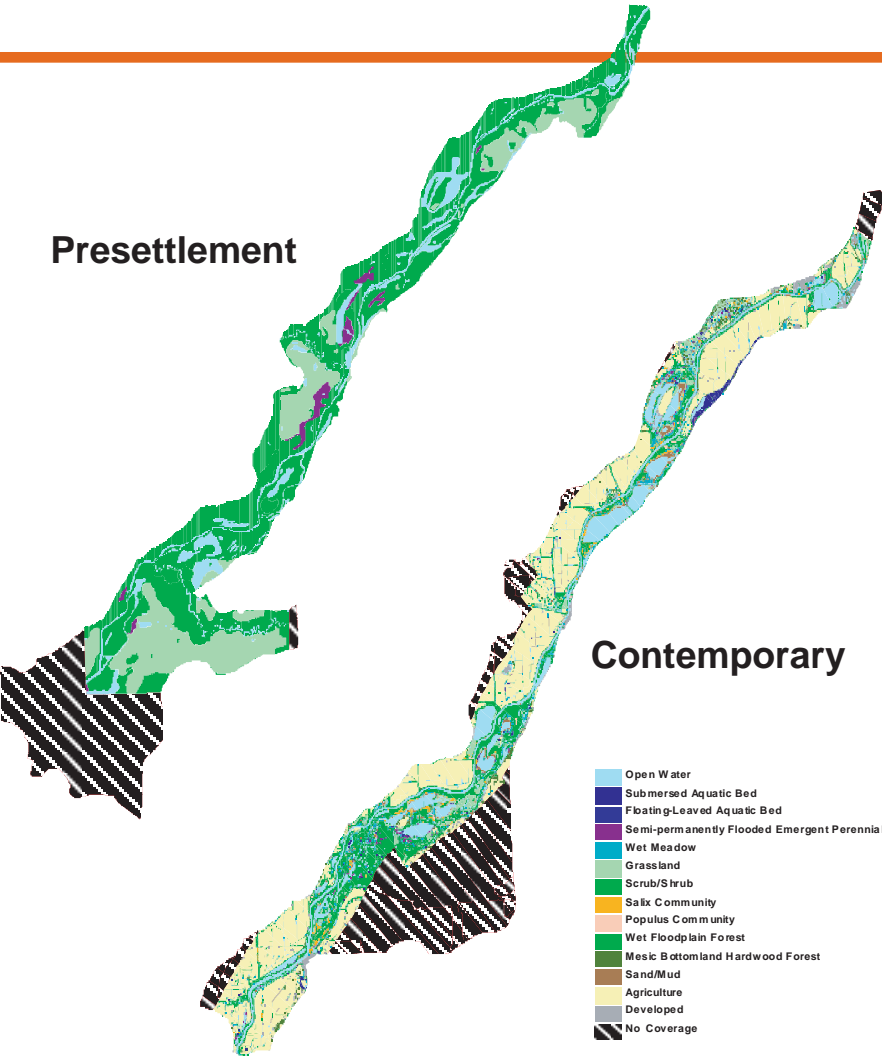 Presettlement
Contemporary
Open Water
Submersed Aquatic Bed
Floating-Leaved Aquatic Bed
Semi-permanently Flooded Emergent Perennial
Wet Meadow
Grassland
Scrub/Shrub
Salix Community
Populus Community
Wet Floodplain Forest
Mesic Bottomland Hardwood Forest
Sand/Mud
Agriculture
Developed
No Coverage